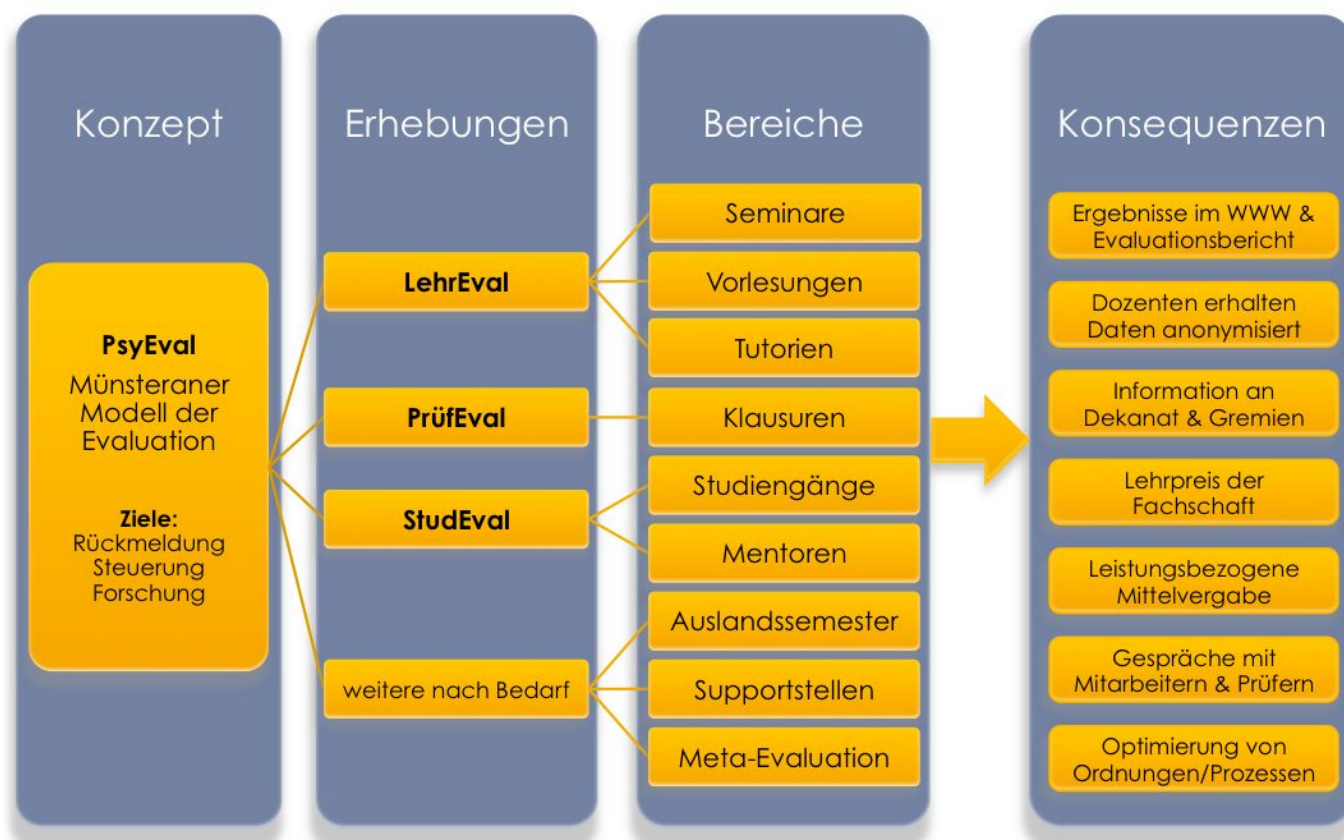 Konzept
PsyEval
Münsteraner
Modell der
Evaluation
Ziele:
Rückmeldung
Steuerung
Forschung
Erhebungen
LehrEval
PrüfEval
StudEval
weitere nach Bedarf
Bereiche
Seminare
Vorlesungen
Tutorien
Klausuren
Studiengänge
Mentoren
Auslandssemester
Supportstellen
Meta-Evaluation
Konsequenzen
Ergebnisse im WWW &
Evaluationsbericht
Dozenten erhalten
Daten anonymisiert
Information an
Dekanat & Gremien
Lehrpreis der
Fachschaft
Leistungsbezogene
Mittelvergabe
Gespräche mit
Mitarbeitern & Prüfern
Optimierung von
Ordnungen/Prozessen